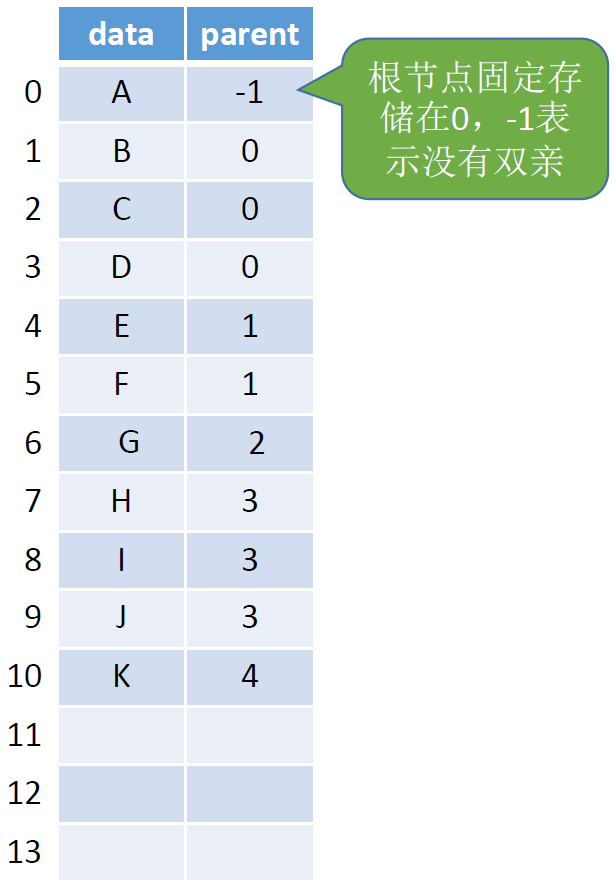 data parent
0 A -1
1 B 0
2 C 0
3 D 0
4 E 1
5 F 1
6 G 2
7 H 3
8 I 3
9 J 3
10 K 4
11
12
13
根节点固定存
储在0，-1表
示没有双亲